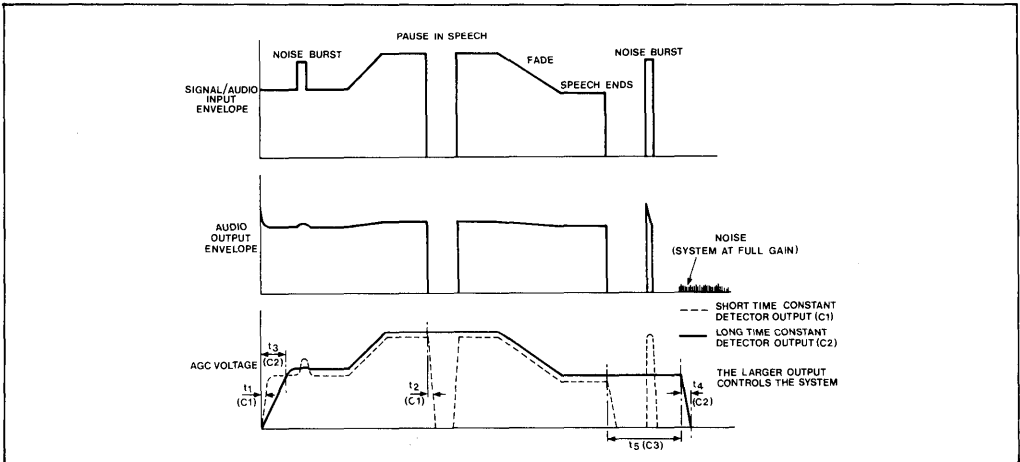 PAUSE IN SPEECH
NOISE BURST
NOISE BURST
FADE
SPEECH ENDS
SIGNAL/AUDIO
INPUT
ENVELOPE
AUDIO
OUTPUT
ENVELOPE
NOISE
(SYSTEM AT FULL GAIN)
SHORT TIME CONSTANT
DETECTOR OUTPUT (C1)
LONG TIME CONSTANT
DETECTOR OUTPUT (C2)
THE LARGER OUTPUT
CONTROLS THE SYSTEM
AGC VOLTAGE
t3
(C2)
t1
(C1)
t2
(C1)
t4
(C2)
t5 (C3)